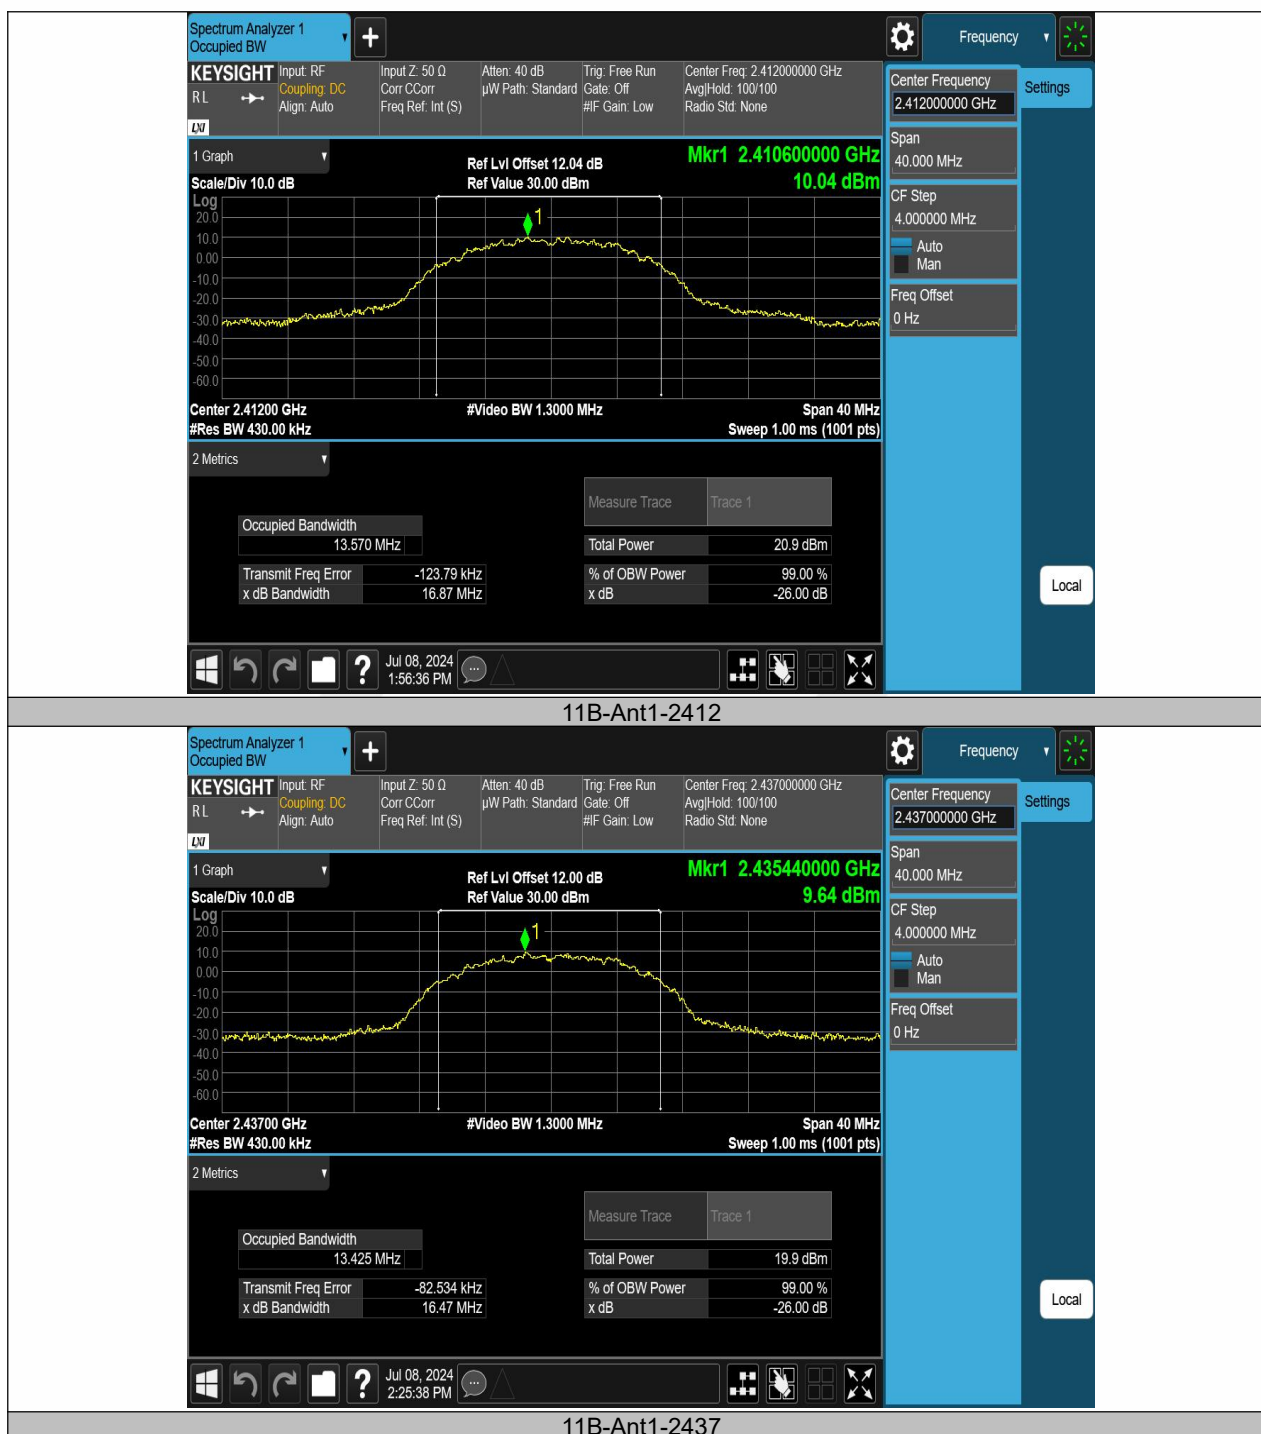 Spectrum Analyzer 1
Occupied BW
+
Frequency
KEYSIGHT
R L
LXI
Input: RF
Coupling: DC
Align: Auto
Input Z: 50 Ω
Corr CCorr
Freq Ref: Int (S)
Atten: 40 dB
µW Path: Standard
Trig: Free Run
Gate: Off
#IF Gain: Low
Center Freq: 2.412000000 GHz
Avg|Hold: 100/100
Radio Std: None
Center Frequency
2.412000000 GHz
Settings
Span
40.000 MHz
CF Step
4.000000 MHz
Auto
Man
Freq Offset
0 Hz
Local
1 Graph
Scale/Div 10.0 dB
Ref Lvl Offset 12.04 dB
Ref Value 30.00 dBm
Mkr1 2.410600000 GHz
10.04 dBm
Log
20.0
10.0
0.00
-10.0
-20.0
-30.0
-40.0
-50.0
-60.0
1
Center 2.41200 GHz
#Res BW 430.00 kHz
#Video BW 1.3000 MHz
Span 40 MHz
Sweep 1.00 ms (1001 pts)
2 Metrics
Measure Trace Trace 1
Occupied Bandwidth
13.570 MHz
Total Power 20.9 dBm
Transmit Freq Error -123.79 kHz
x dB Bandwidth 16.87 MHz
% of OBW Power 99.00 %
x dB -26.00 dB
?
Jul 08, 2024
1:56:36 PM
11B-Ant1-2412
Spectrum Analyzer 1
Occupied BW
+
Frequency
KEYSIGHT
R L
LXI
Input: RF
Coupling: DC
Align: Auto
Input Z: 50 Ω
Corr CCorr
Freq Ref: Int (S)
Atten: 40 dB
µW Path: Standard
Trig: Free Run
Gate: Off
#IF Gain: Low
Center Freq: 2.437000000 GHz
Avg|Hold: 100/100
Radio Std: None
Center Frequency
2.437000000 GHz
Settings
Span
40.000 MHz
CF Step
4.000000 MHz
Auto
Man
Freq Offset
0 Hz
Local
1 Graph
Scale/Div 10.0 dB
Ref Lvl Offset 12.00 dB
Ref Value 30.00 dBm
Mkr1 2.435440000 GHz
9.64 dBm
Log
20.0
10.0
0.00
-10.0
-20.0
-30.0
-40.0
-50.0
-60.0
1
Center 2.43700 GHz
#Res BW 430.00 kHz
#Video BW 1.3000 MHz
Span 40 MHz
Sweep 1.00 ms (1001 pts)
2 Metrics
Measure Trace Trace 1
Occupied Bandwidth
13.425 MHz
Total Power 19.9 dBm
Transmit Freq Error -82.534 kHz
x dB Bandwidth 16.47 MHz
% of OBW Power 99.00 %
x dB -26.00 dB
?
Jul 08, 2024
2:25:38 PM
11B-Ant1-2437